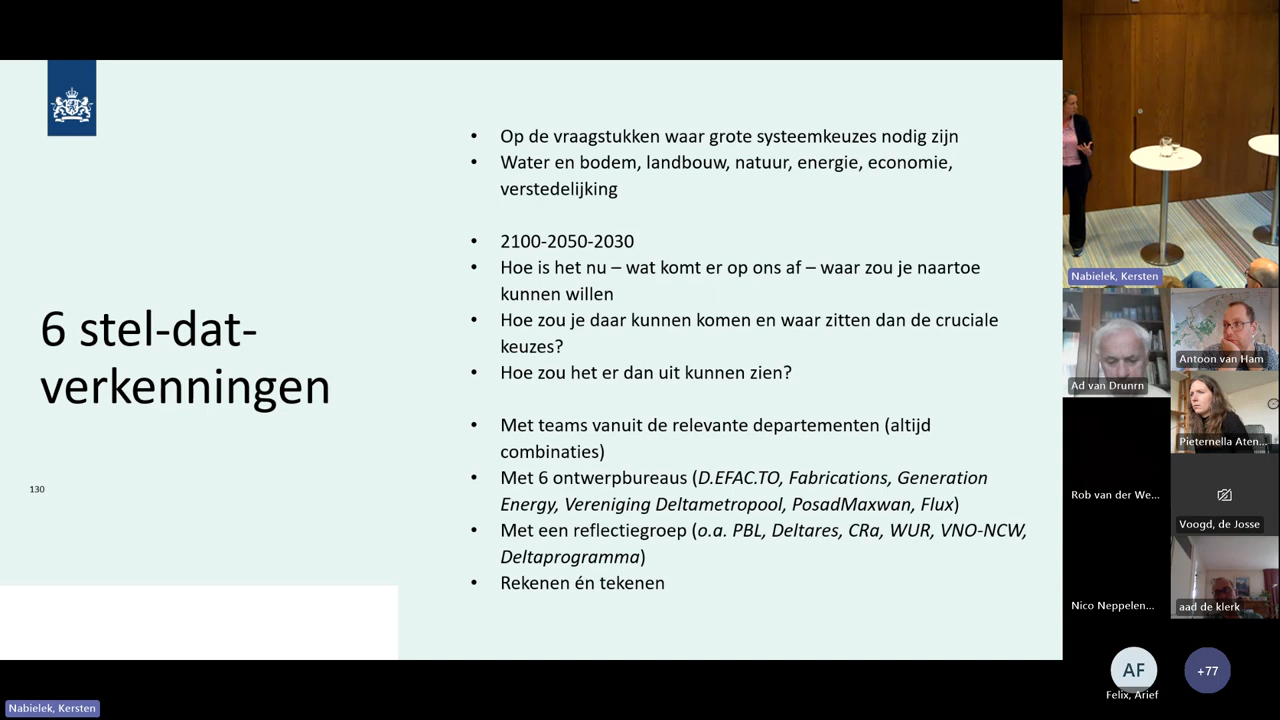 6 stel-dat-
verkenningen
130
• Op de vraagstukken waar grote systeemkeuzes nodig zijn
• Water en bodem, landbouw, natuur, energie, economie,
verstedelijking
• 2100-2050-2030
• Hoe is het nu – wat komt er op ons af – waar zou je naartoe
kunnen willen
• Hoe zou je daar kunnen komen en waar zitten dan de cruciale
keuzes?
• Hoe zou het er dan uit kunnen zien?
• Met teams vanuit de relevante departementen (altijd
combinaties)
• Met 6 ontwerpbureaus (D.EFAC.TO, Fabrications, Generation
Energy, Vereniging Deltametropool, PosadMaxwan, Flux)
• Met een reflectiegroep (o.a. PBL, Deltares, CRa, WUR, VNO-NCW,
Deltaprogramma)
• Rekenen én tekenen
Nabielek, Kersten
Ad van Drunrn
Antoon van Ham
Pieternella Aten...
Rob van der We...
Voogd, de Josse
Nico Neppelen...
aad de klerk
AF
Felix, Arief
+77
Nabielek, Kersten